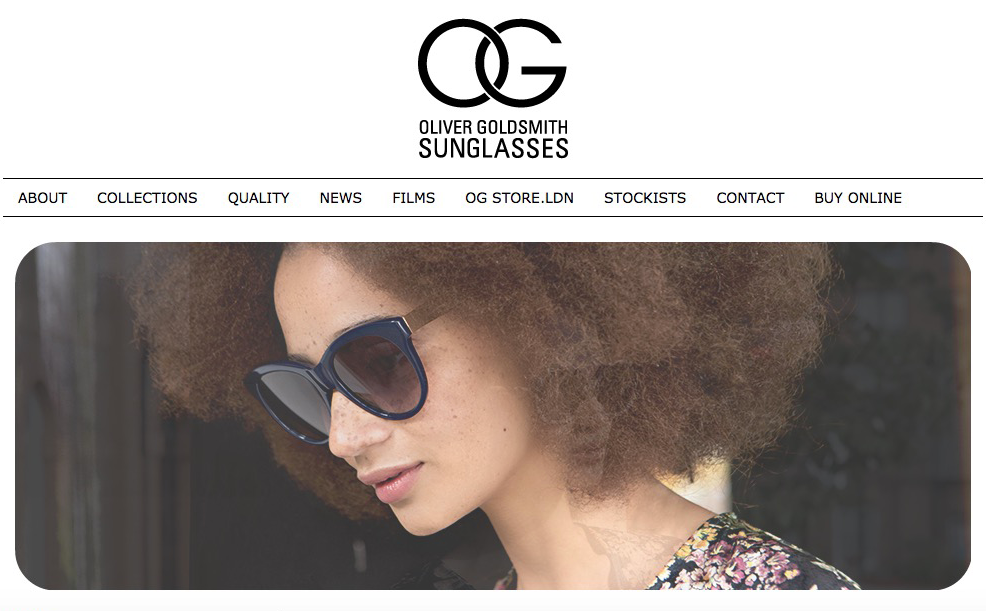 OG
OLIVER GOLDSMITH
SUNGLASSES
ABOUT COLLECTIONS QUALITY NEWS FILMS OG STORE.LDN STOCKISTS CONTACT BUY ONLINE